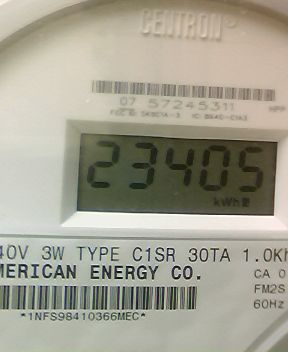 CENTRON
07 57245311
23405
kWh
40V 3W TYPE C1SR 30TA 1.0Kh
MERICAN ENERGY CO.
CA 0
FM2S
60Hz
*1NFS98410366MEC*